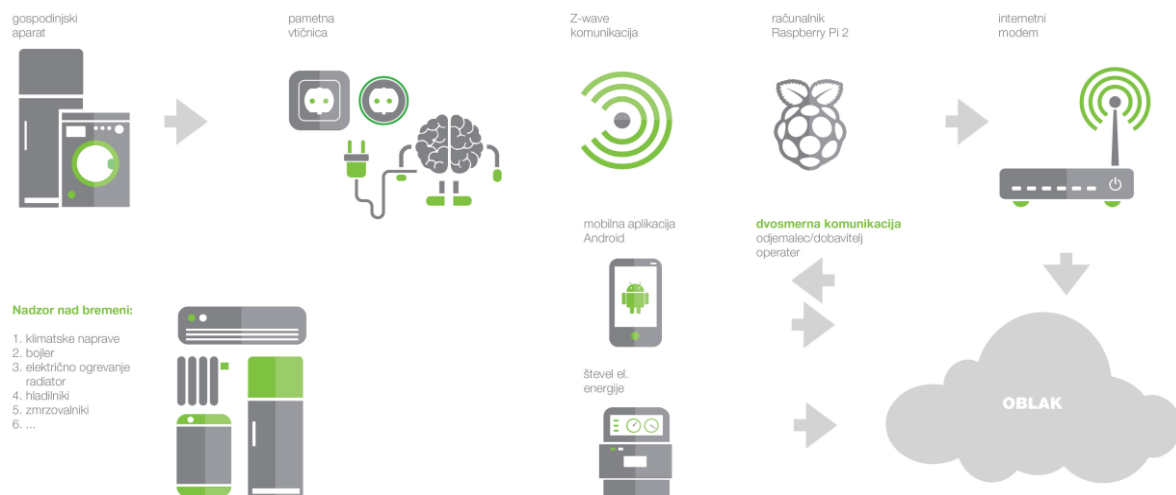 gospodinjski
aparat
pametna
vtičnica
Z-wave
komunikacija
računalnik
Raspberry Pi 2
internetni
modem
mobilna aplikacija
Android
dvosmerna komunikacija
odjemalec/dobavitelj
operater
Nadzor nad bremeni:
1. klimatske naprave
2. bojler
3. električno ogrevanje
radiator
4. hladilniki
5. zmrzovalniki
6. ...
števel el.
energije
OBLAK